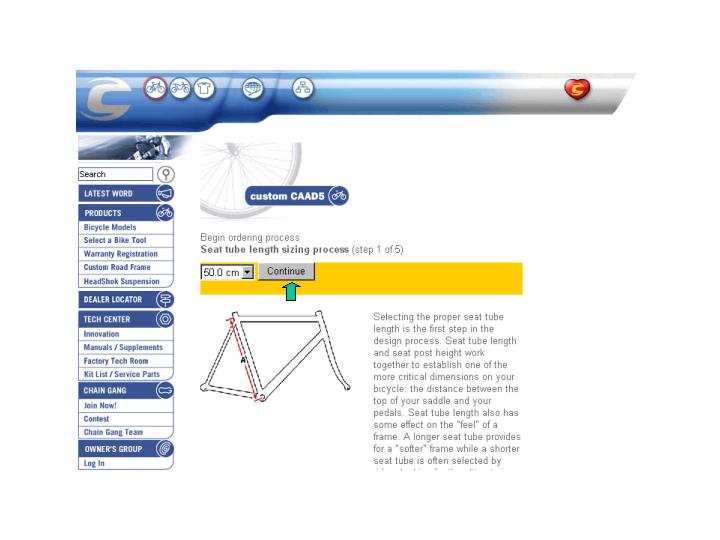 Search
LATEST WORD
PRODUCTS
Bicycle Models
Select a Bike Tool
Warranty Registration
Custom Road Frame
HeadShok Suspension
DEALER LOCATOR
TECH CENTER
Innovation
Manuals / Supplements
Factory Tech Room
Kit List / Service Parts
CHAIN GANG
Join Now!
Contest
Chain Gang Team
OWNER'S GROUP
Log In
custom CAAD5
Begin ordering process
Seat tube length sizing process (step 1 of 5)
50.0 cm
Continue
A
Selecting the proper seat tube
length is the first step in the
design process. Seat tube length
and seat post height work
together to establish one of the
more critical dimensions on your
bicycle: the distance between the
top of your saddle and your
pedals. Seat tube length also has
some effect on the "feel" of a
frame. A longer seat tube provides
for a "softer" frame while a shorter
seat tube is often selected by